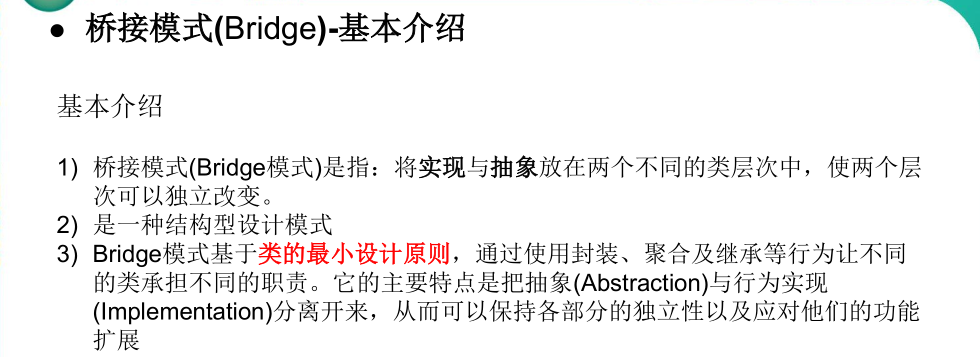 ● 桥接模式(Bridge)-基本介绍
基本介绍
1) 桥接模式(Bridge模式)是指：将实现与抽象放在两个不同的类层次中，使两个层
次可以独立改变。
2) 是一种结构型设计模式
3) Bridge模式基于类的最小设计原则，通过使用封装、聚合及继承等行为让不同
的类承担不同的职责。它的主要特点是把抽象(Abstraction)与行为实现
(Implementation)分离开来，从而可以保持各部分的独立性以及应对他们的功能
扩展